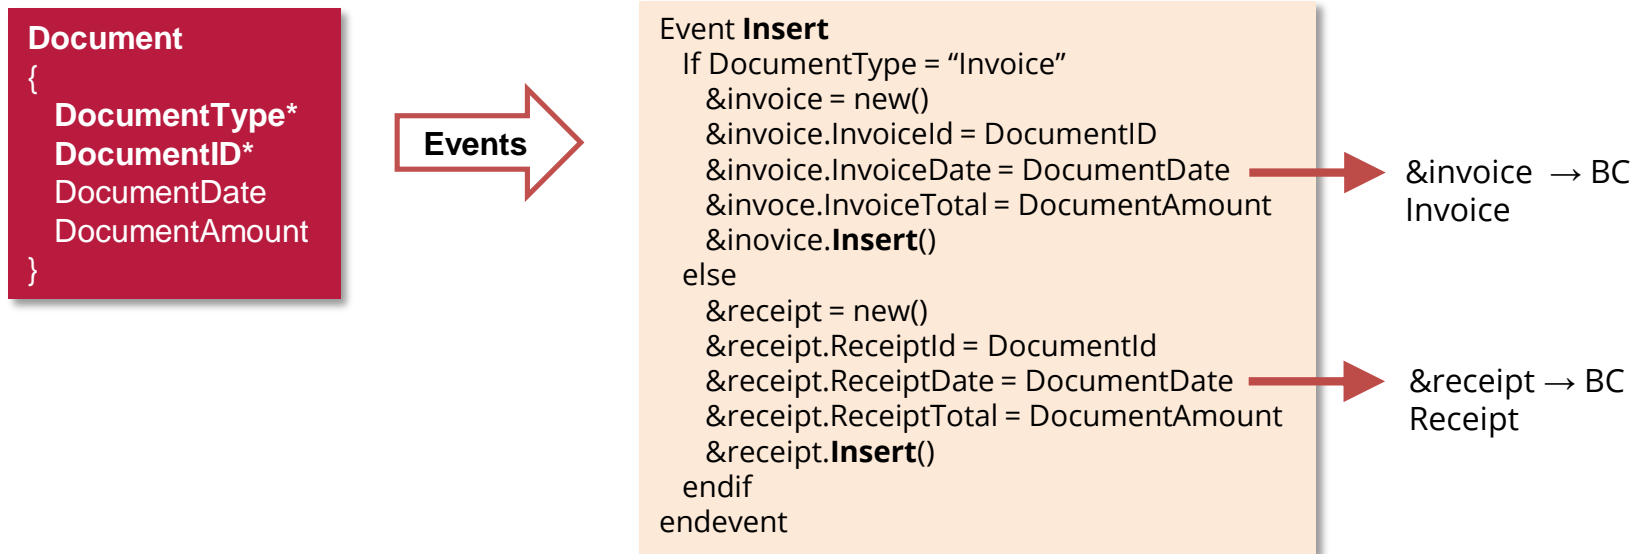 Document
{
DocumentType*
DocumentID*
DocumentDate
DocumentAmount
}
Events
Event Insert
If DocumentType = “Invoice”
&invoice = new()
&invoice.InvoiceId = DocumentID
&invoice.InvoiceDate = DocumentDate
&invoce.InvoiceTotal = DocumentAmount
&inovice.Insert()
else
&receipt = new()
&receipt.ReceiptId = DocumentId
&receipt.ReceiptDate = DocumentDate
&receipt.ReceiptTotal = DocumentAmount
&receipt.Insert()
endif
endevent
&invoice → BC
Invoice
&receipt → BC
Receipt